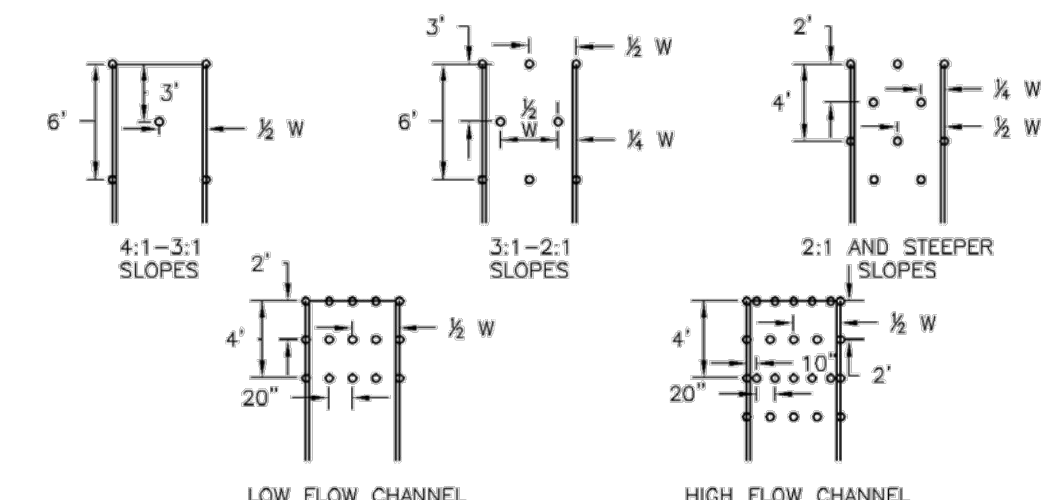 3'
½ W
3'
6'
½ W
4:1–3:1
SLOPES
3'
½ W
6'
½
W
¼ W
3:1–2:1
SLOPES
2'
¼ W
4'
½ W
2:1 AND STEEPER
SLOPES
2'
½ W
4'
20"
LOW FLOW CHANNEL
½ W
4'
10"
2'
20"
HIGH FLOW CHANNEL